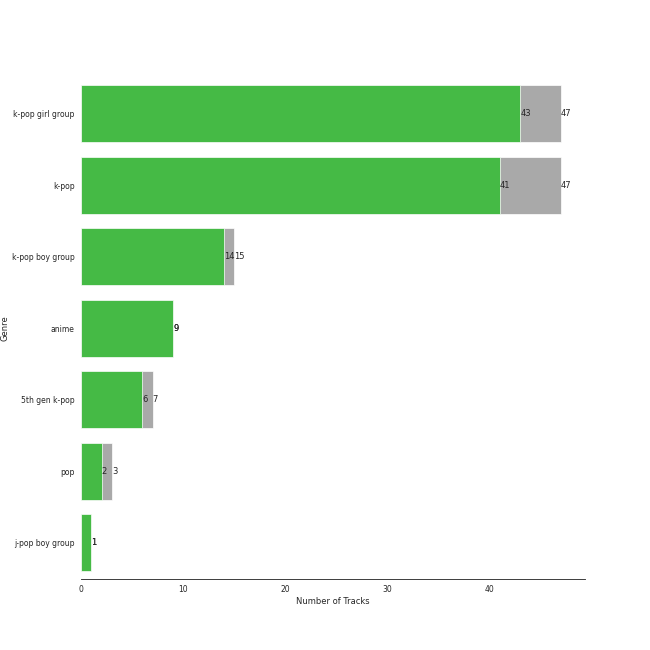 Genre
k-pop girl group 43 47
k-pop 41 47
k-pop boy group 14 15
anime 9
5th gen k-pop 6 7
pop 2 3
j-pop boy group 1
0 10 20 30 40
Number of Tracks